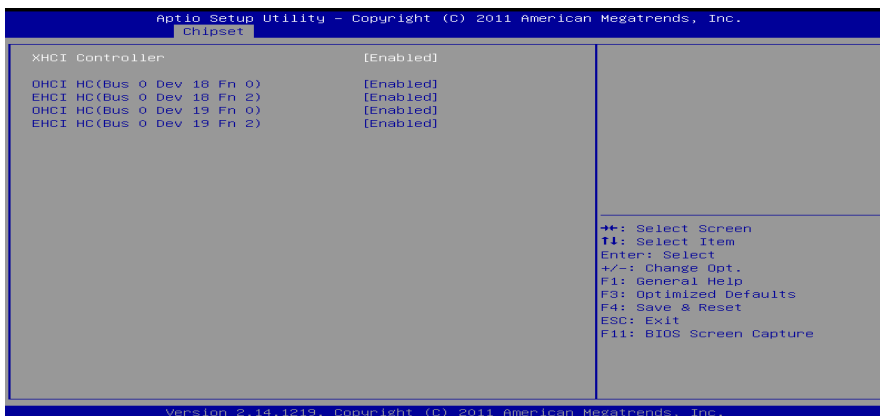 Aptio Setup Utility – Copyright (C) 2011 American Megatrends, Inc.
Chipset
XHCI Controller [Enabled]
OHCI HC(Bus 0 Dev 18 Fn 0) [Enabled]
EHCI HC(Bus 0 Dev 18 Fn 2) [Enabled]
OHCI HC(Bus 0 Dev 19 Fn 0) [Enabled]
EHCI HC(Bus 0 Dev 19 Fn 2) [Enabled]
→←: Select Screen
↑↓: Select Item
Enter: Select
+/-: Change Opt.
F1: General Help
F3: Optimized Defaults
F4: Save & Reset
ESC: Exit
F11: BIOS Screen Capture
Version 2.14.1219. Copyright (C) 2011 American Megatrends, Inc.